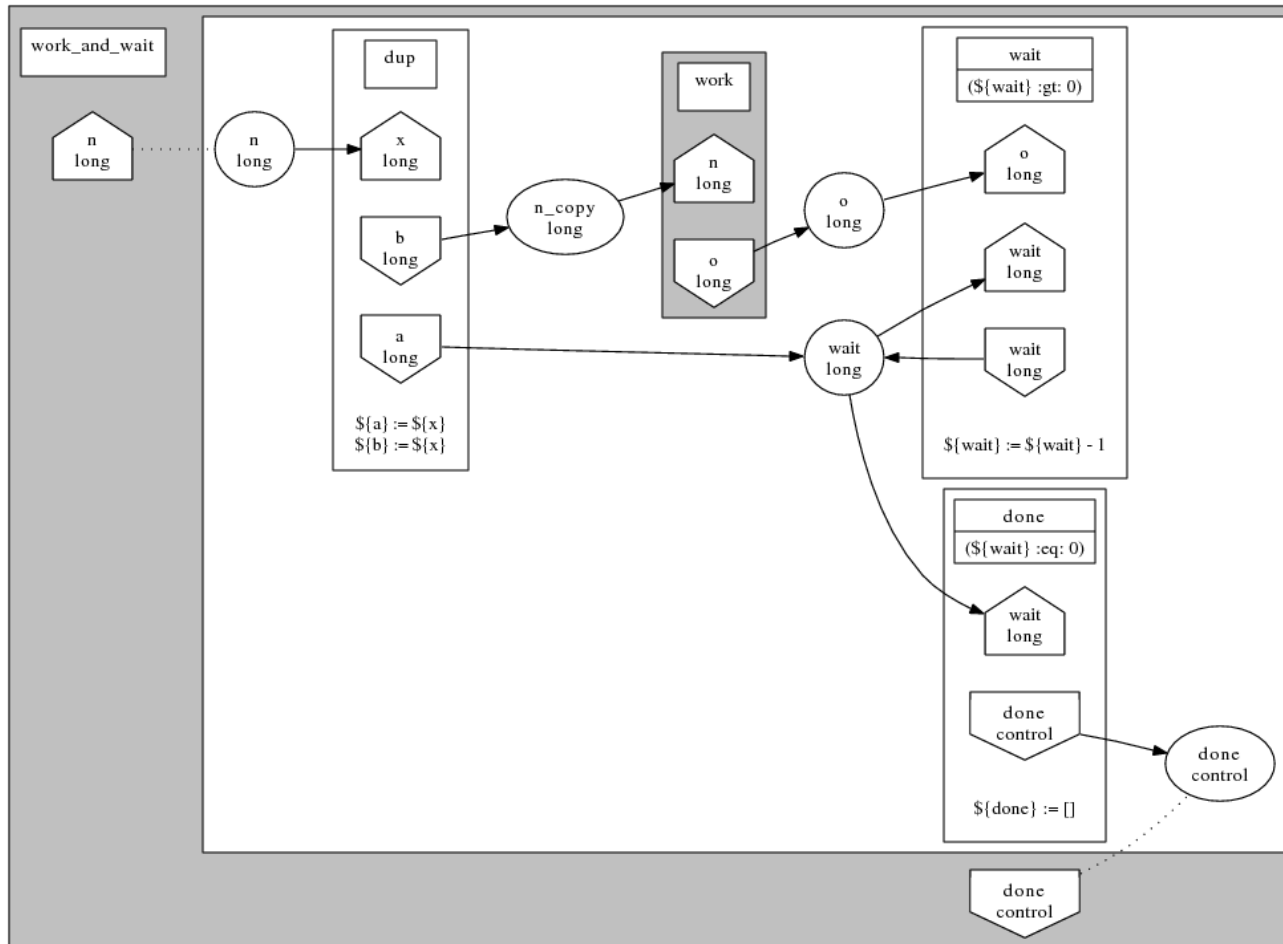 work_and_wait
n
long
n
long
dup
x
long
b
long
a
long
${a} := ${x}
${b} := ${x}
n_copy
long
work
n
long
o
long
o
long
wait
long
wait
(${wait} :gt: 0)
o
long
wait
long
wait
long
${wait} := ${wait} - 1
done
(${wait} :eq: 0)
wait
long
done
control
${done} := []
done
control
done
control